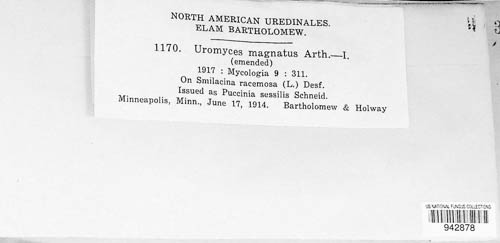 NORTH AMERICAN UREDINALES.
ELAM BARTHOLOMEW.
1170. Uromyces magnatus Arth.—I.
(emended)
1917 : Mycologia 9 : 311.
On Smilacina racemosa (L.) Desf.
Issued as Puccinia sessilis Schneid.
Minneapolis, Minn., June 17, 1914. Bartholomew & Holway
US NATIONAL FUNGUS COLLECTIONS
942878